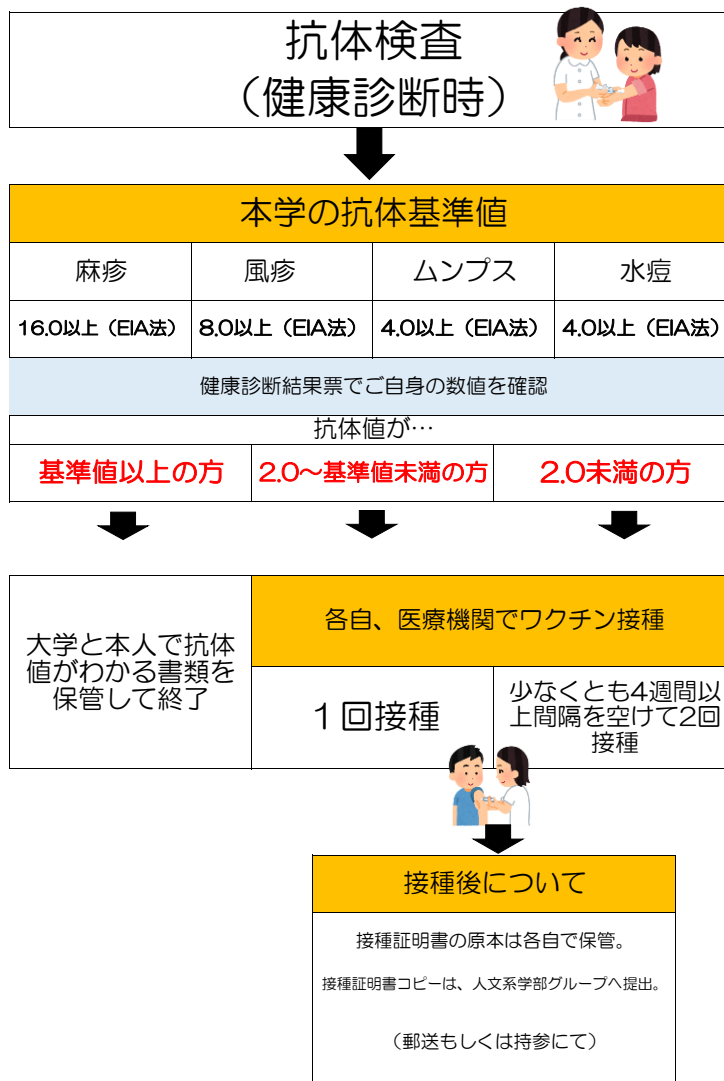 抗体検査
（健康診断時）
本学の抗体基準値
麻疹 風疹 ムンプス 水痘
16.0以上（EIA法） 8.0以上（EIA法） 4.0以上（EIA法） 4.0以上（EIA法）
健康診断結果票でご自身の数値を確認
抗体値が…
基準値以上の方 2.0～基準値未満の方 2.0未満の方
大学と本人で抗体
値がわかる書類を
保管して終了
各自、医療機関でワクチン接種
１回接種
少なくとも4週間以
上間隔を空けて2回
接種
接種後について
接種証明書の原本は各自で保管。
接種証明書コピーは、人文系学部グループへ提出。
（郵送もしくは持参にて）